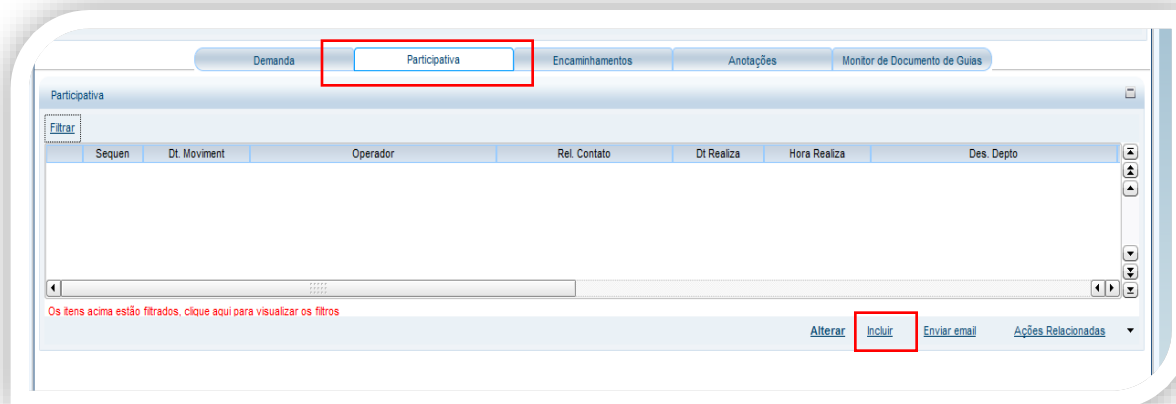 Demanda Participativa Encaminhamentos Anotações Monitor de Documento de Guias
Participativa
Filtrar
Sequen Dt. Moviment Operador Rel. Contato Dt Realiza Hora Realiza Des. Depto
Os itens acima estão filtrados, clique aqui para visualizar os filtros
Alterar Incluir Enviar email Ações Relacionadas